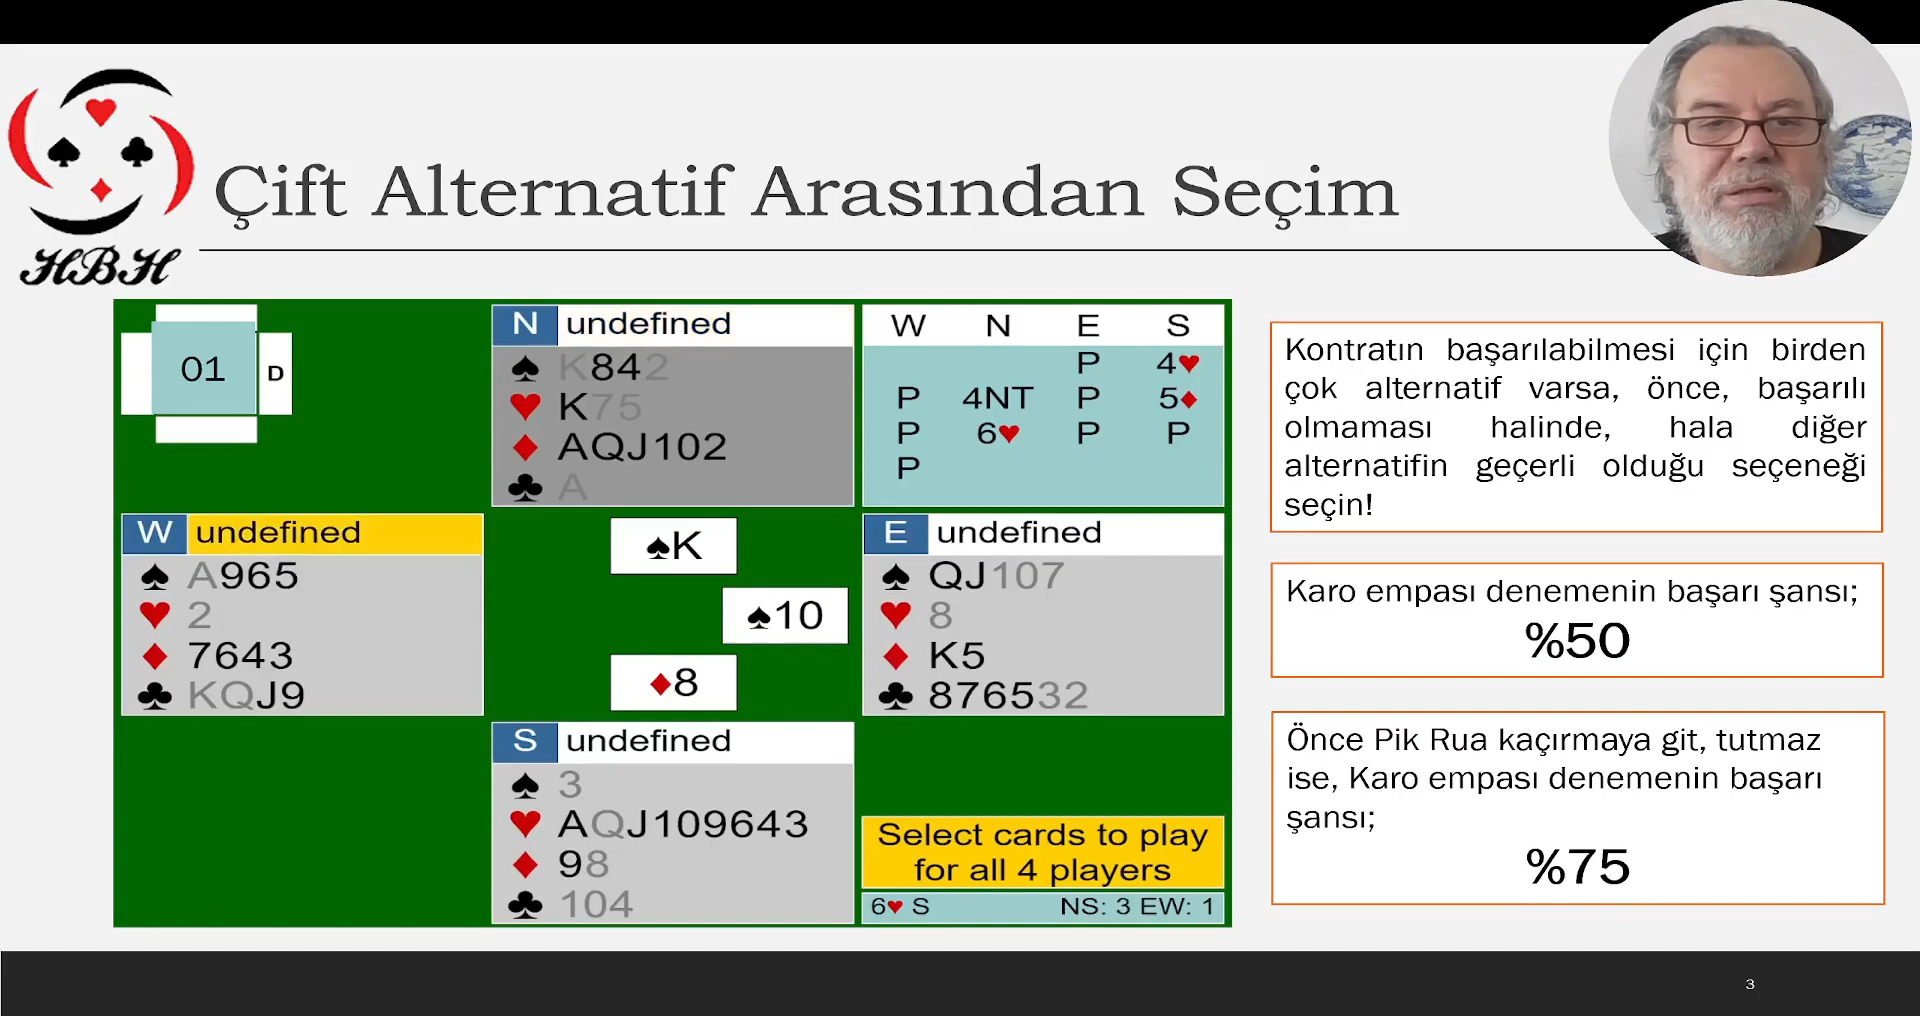 HBH
Çift Alternatif Arasından Seçim
01
D
N undefined
♠ K842
♥ K75
♦ AQJ102
♣ A
W N E S
P 4♥
P 4NT P 5♦
P 6♥ P P
P
W undefined
♠ A965
♥ 2
♦ 7643
♣ KQJ9
♠K
♠10
♦8
E undefined
♠ QJ107
♥ 8
♦ K5
♣ 876532
S undefined
♠ 3
♥ AQJ109643
♦ 98
♣ 104
Select cards to play
for all 4 players
6♥ S NS: 3 EW: 1
Kontratın başarılabilmesi için birden
çok alternatif varsa, önce, başarılı
olmaması halinde, hala diğer
alternatifin geçerli olduğu seçeneği
seçin!
Karo empası denemenin başarı şansı;
%50
Önce Pik Rua kaçırmaya git, tutmaz
ise, Karo empası denemenin başarı
şansı;
%75
3